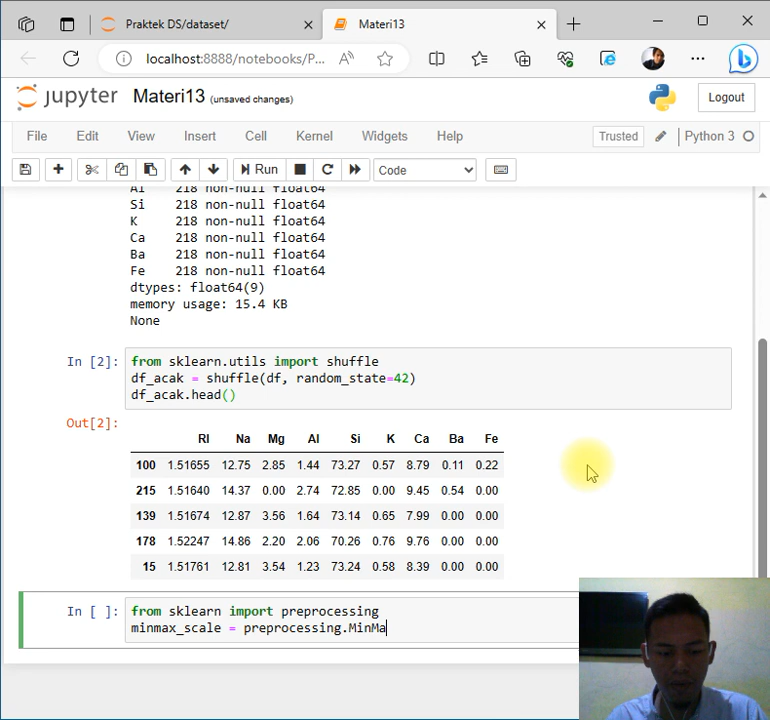 Praktek DS/dataset/
Materi13
localhost:8888/notebooks/P...
jupyter Materi13 (unsaved changes)
Logout
File Edit View Insert Cell Kernel Widgets Help
Trusted Python 3
Run Code
Al 218 non-null float64
Si 218 non-null float64
K 218 non-null float64
Ca 218 non-null float64
Ba 218 non-null float64
Fe 218 non-null float64
dtypes: float64(9)
memory usage: 15.4 KB
None
In [2]: from sklearn.utils import shuffle
df_acak = shuffle(df, random_state=42)
df_acak.head()
Out[2]:
RI Na Mg Al Si K Ca Ba Fe
100 1.51655 12.75 2.85 1.44 73.27 0.57 8.79 0.11 0.22
215 1.51640 14.37 0.00 2.74 72.85 0.00 9.45 0.54 0.00
139 1.51674 12.87 3.56 1.64 73.14 0.65 7.99 0.00 0.00
178 1.52247 14.86 2.20 2.06 70.26 0.76 9.76 0.00 0.00
15 1.51761 12.81 3.54 1.23 73.24 0.58 8.39 0.00 0.00
In [ ]: from sklearn import preprocessing
minmax_scale = preprocessing.MinMa